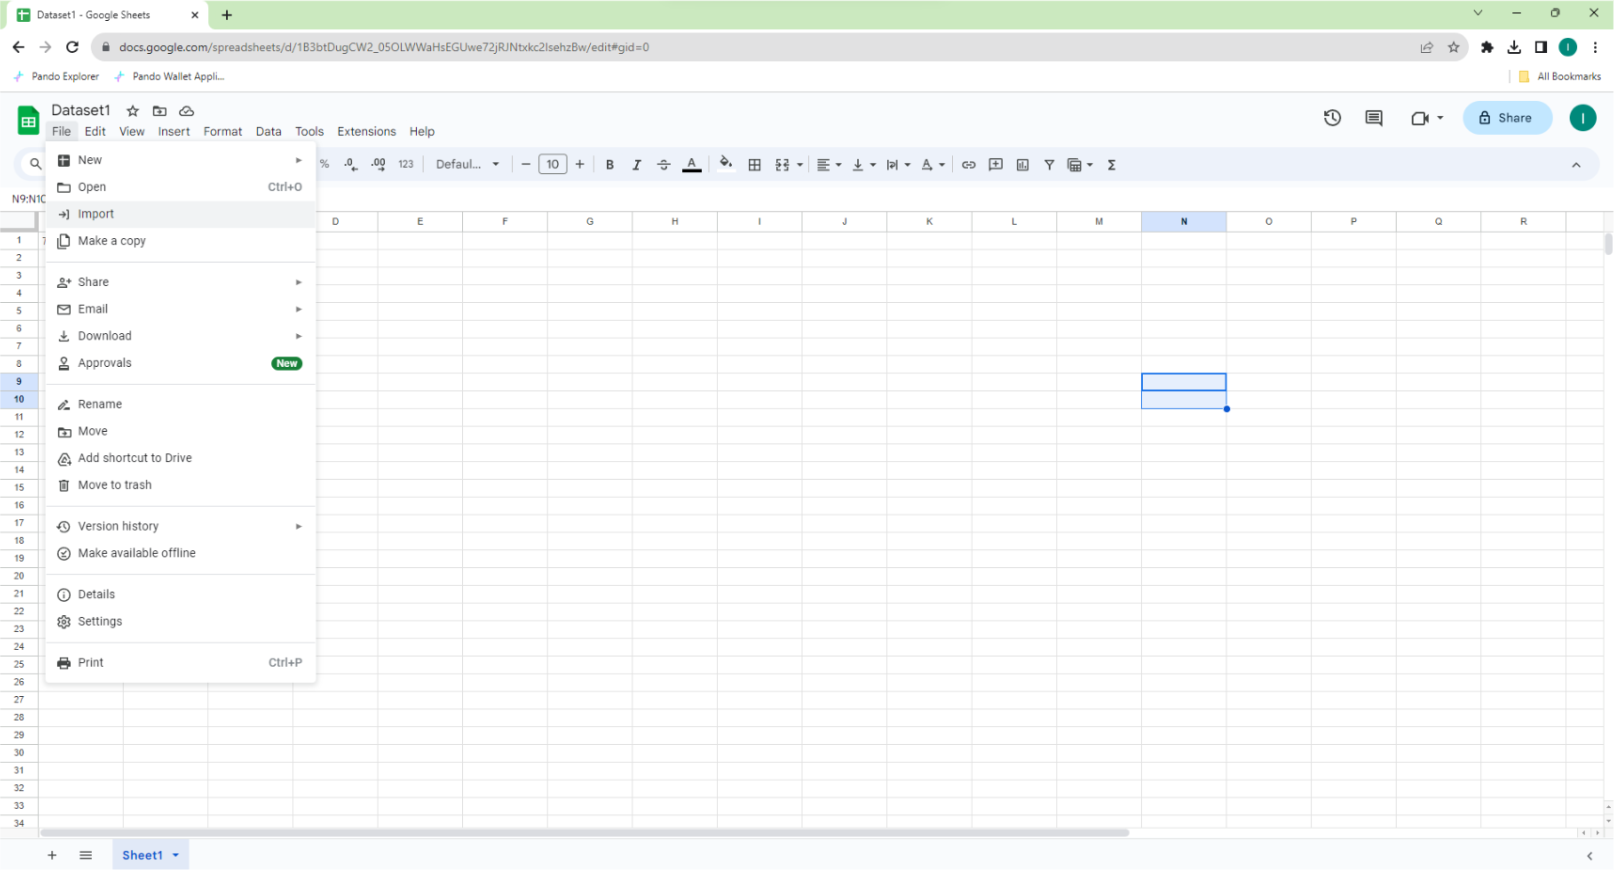 Dataset1 - Google Sheets
docs.google.com/spreadsheets/d/1B3btDugCW2_05OLWWaHsEGUwe72jRJNtxkc2lsehzBw/edit#gid=0
I
Pando Explorer Pando Wallet Appli... All Bookmarks
Dataset1
File Edit View Insert Format Data Tools Extensions Help
Share
I
% .0 .00 123 Defaul... 10 B I A A Σ
N9:N10
New
Open Ctrl+O
Import
Make a copy
Share
Email
Download
Approvals New
Rename
Move
Add shortcut to Drive
Move to trash
Version history
Make available offline
Details
Settings
Print Ctrl+P
D E F G H I J K L M N O P Q R
1
2
3
4
5
6
7
8
9
10
11
12
13
14
15
16
17
18
19
20
21
22
23
24
25
26
27
28
29
30
31
32
33
34
Sheet1